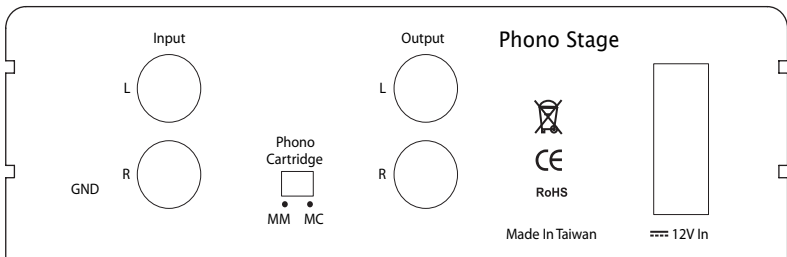 Input
Output
Phono Stage
L
L
Phono
Cartridge
R
R
GND
MM
MC
CE
RoHS
Made In Taiwan
12V In